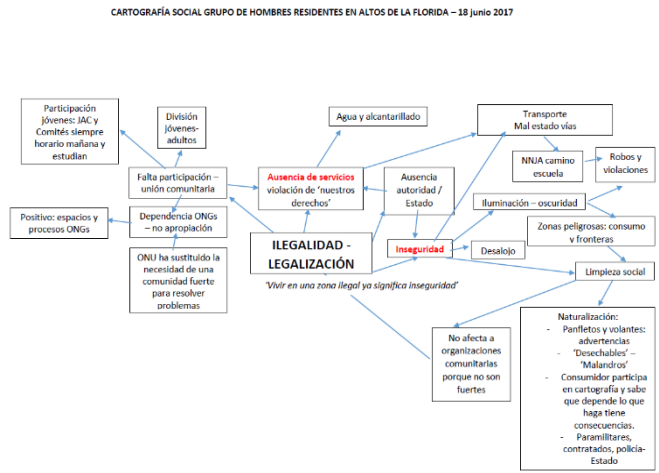 CARTOGRAFÍA SOCIAL GRUPO DE HOMBRES RESIDENTES EN ALTOS DE LA FLORIDA – 18 junio 2017
Participación
jóvenes: JAC y
Comités siempre
horario mañana y
estudian
División
jóvenes-
adultos
Agua y alcantarillado
Transporte
Mal estado vías
Falta participación –
unión comunitaria
Ausencia de servicios
violación de 'nuestros
derechos'
Ausencia
autoridad /
Estado
NNJA camino
escuela
Robos y
violaciones
Positivo: espacios y
procesos ONGs
Dependencia ONGs
– no apropiación
Iluminación – oscuridad
Zonas peligrosas: consumo
y fronteras
ILEGALIDAD -
LEGALIZACIÓN
Inseguridad
Desalojo
ONU ha sustituido la
necesidad de una
comunidad fuerte
para resolver
problemas
'Vivir en una zona ilegal ya significa inseguridad'
Limpieza social
No afecta a
organizaciones
comunitarias
porque no son
fuertes
Naturalización:
- Panfletos y volantes:
advertencias
- 'Desechables' –
'Malandros'
- Consumidor participa
en cartografía y sabe
que depende lo que
haga tiene
consecuencias.
- Paramilitares,
contratados, policía-
Estado